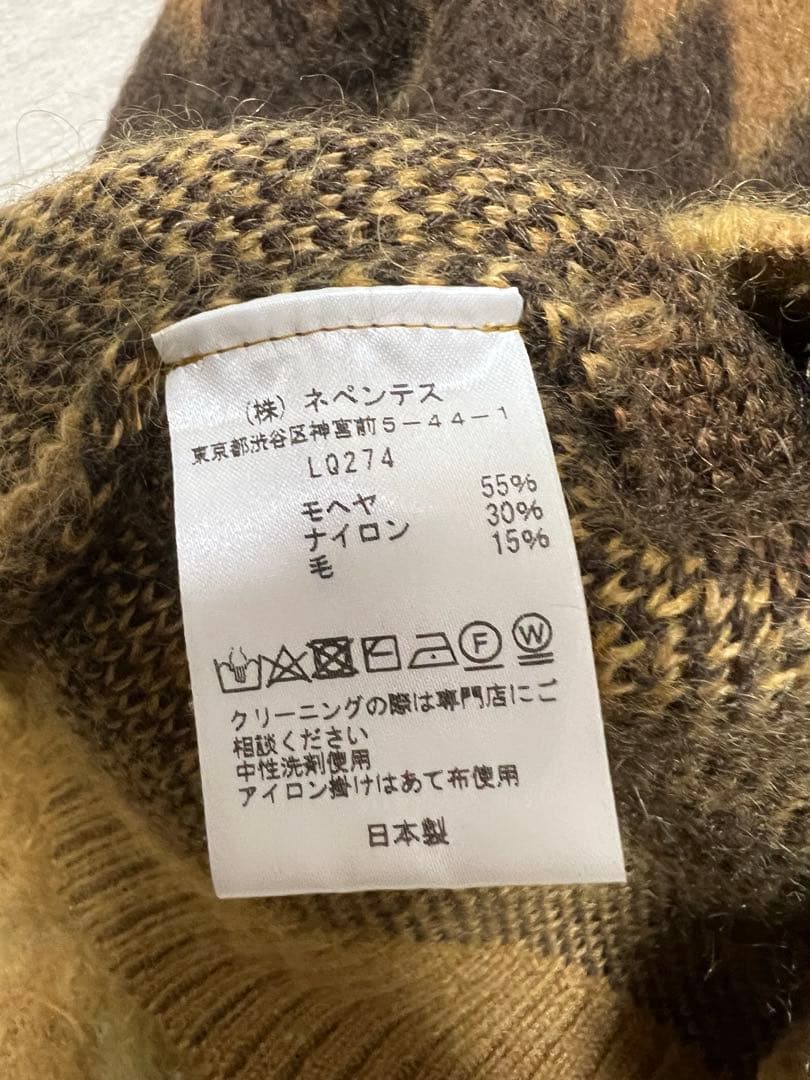 (株) ネペンテス
東京都渋谷区神宮前5-44-1
LQ274
モヘヤ 55%
ナイロン 30%
毛 15%
F W
クリーニングの際は専門店にご
相談ください
中性洗剤使用
アイロン掛けはあて布使用
日本製